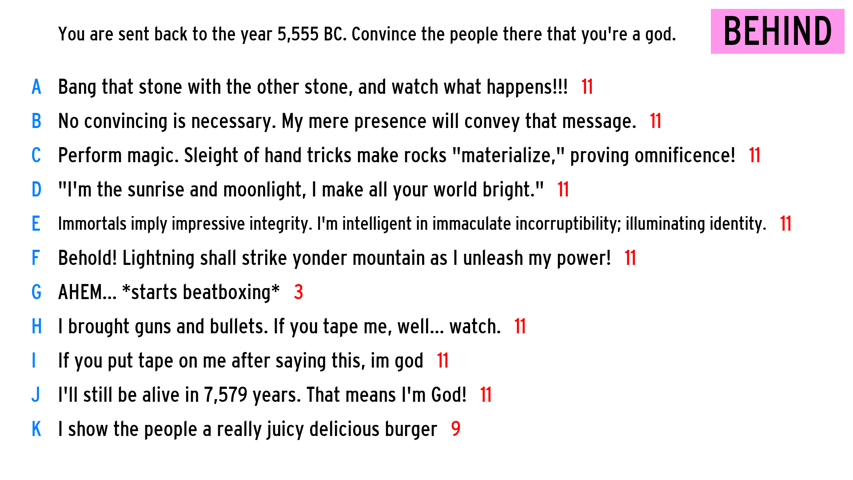 You are sent back to the year 5,555 BC. Convince the people there that you're a god.
BEHIND
A Bang that stone with the other stone, and watch what happens!!! 11
B No convincing is necessary. My mere presence will convey that message. 11
C Perform magic. Sleight of hand tricks make rocks "materialize," proving omnificence! 11
D "I'm the sunrise and moonlight, I make all your world bright." 11
E Immortals imply impressive integrity. I'm intelligent in immaculate incorruptibility; illuminating identity. 11
F Behold! Lightning shall strike yonder mountain as I unleash my power! 11
G AHEM... *starts beatboxing* 3
H I brought guns and bullets. If you tape me, well... watch. 11
I If you put tape on me after saying this, im god 11
J I'll still be alive in 7,579 years. That means I'm God! 11
K I show the people a really juicy delicious burger 9